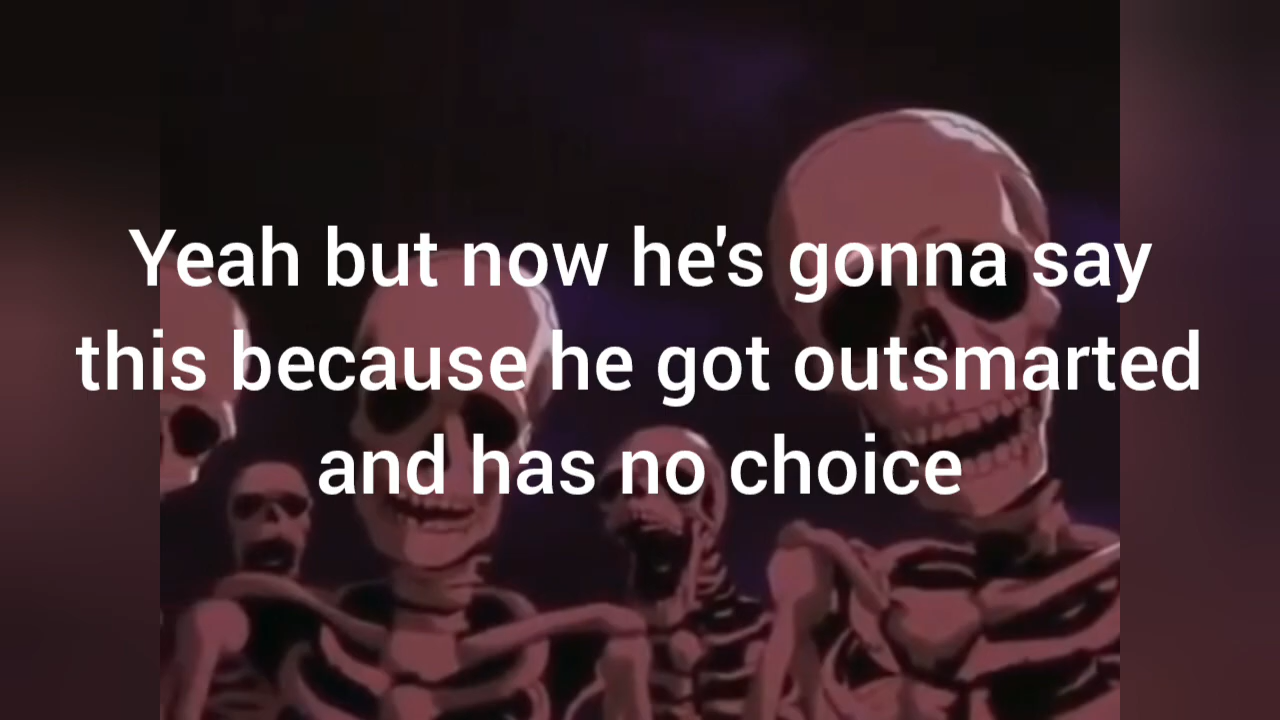 Yeah but now he's gonna say
this because he got outsmarted
and has no choice